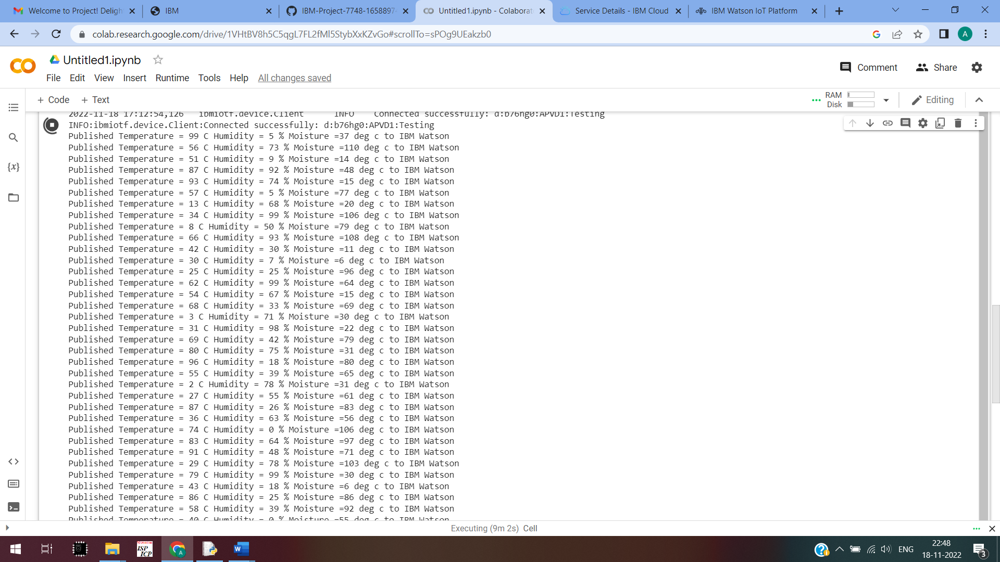 Welcome to Project! Deligh
IBM
IBM-Project-7748-16588974
Untitled1.ipynb - Colaborat
Service Details - IBM Cloud
IBM Watson IoT Platform
colab.research.google.com/drive/1VHtBV8h5C5qgL7FL2fMl5StybXxKZvGo#scrollTo=sPOg9UEakzb0
A
Untitled1.ipynb
Comment
Share
File Edit View Insert Runtime Tools Help All changes saved
+ Code + Text
RAM
Disk
Editing
2022-11-18 17:12:54,126 ibmiotf.device.Client INFO Connected successfully: d:b76hg0:APVD1:Testing
INFO:ibmiotf.device.Client:Connected successfully: d:b76hg0:APVD1:Testing
Published Temperature = 99 C Humidity = 5 % Moisture =37 deg c to IBM Watson
Published Temperature = 56 C Humidity = 73 % Moisture =110 deg c to IBM Watson
Published Temperature = 51 C Humidity = 9 % Moisture =14 deg c to IBM Watson
Published Temperature = 87 C Humidity = 92 % Moisture =48 deg c to IBM Watson
Published Temperature = 93 C Humidity = 74 % Moisture =15 deg c to IBM Watson
Published Temperature = 57 C Humidity = 5 % Moisture =77 deg c to IBM Watson
Published Temperature = 13 C Humidity = 68 % Moisture =20 deg c to IBM Watson
Published Temperature = 34 C Humidity = 99 % Moisture =106 deg c to IBM Watson
Published Temperature = 8 C Humidity = 50 % Moisture =79 deg c to IBM Watson
Published Temperature = 66 C Humidity = 93 % Moisture =108 deg c to IBM Watson
Published Temperature = 42 C Humidity = 30 % Moisture =11 deg c to IBM Watson
Published Temperature = 30 C Humidity = 7 % Moisture =6 deg c to IBM Watson
Published Temperature = 25 C Humidity = 25 % Moisture =96 deg c to IBM Watson
Published Temperature = 62 C Humidity = 99 % Moisture =64 deg c to IBM Watson
Published Temperature = 54 C Humidity = 67 % Moisture =15 deg c to IBM Watson
Published Temperature = 68 C Humidity = 33 % Moisture =69 deg c to IBM Watson
Published Temperature = 3 C Humidity = 71 % Moisture =30 deg c to IBM Watson
Published Temperature = 31 C Humidity = 98 % Moisture =22 deg c to IBM Watson
Published Temperature = 69 C Humidity = 42 % Moisture =79 deg c to IBM Watson
Published Temperature = 80 C Humidity = 75 % Moisture =31 deg c to IBM Watson
Published Temperature = 96 C Humidity = 18 % Moisture =80 deg c to IBM Watson
Published Temperature = 55 C Humidity = 39 % Moisture =65 deg c to IBM Watson
Published Temperature = 2 C Humidity = 78 % Moisture =31 deg c to IBM Watson
Published Temperature = 27 C Humidity = 55 % Moisture =61 deg c to IBM Watson
Published Temperature = 87 C Humidity = 26 % Moisture =83 deg c to IBM Watson
Published Temperature = 36 C Humidity = 63 % Moisture =56 deg c to IBM Watson
Published Temperature = 74 C Humidity = 0 % Moisture =106 deg c to IBM Watson
Published Temperature = 83 C Humidity = 64 % Moisture =97 deg c to IBM Watson
Published Temperature = 91 C Humidity = 48 % Moisture =71 deg c to IBM Watson
Published Temperature = 29 C Humidity = 78 % Moisture =103 deg c to IBM Watson
Published Temperature = 79 C Humidity = 99 % Moisture =30 deg c to IBM Watson
Published Temperature = 43 C Humidity = 18 % Moisture =6 deg c to IBM Watson
Published Temperature = 86 C Humidity = 25 % Moisture =86 deg c to IBM Watson
Published Temperature = 58 C Humidity = 39 % Moisture =92 deg c to IBM Watson
Published Temperature = 40 C Humidity = 0 % Moisture =55 deg c to IBM Watson
Executing (9m 2s) Cell
ISP
ICP
ENG
22:48
18-11-2022
3